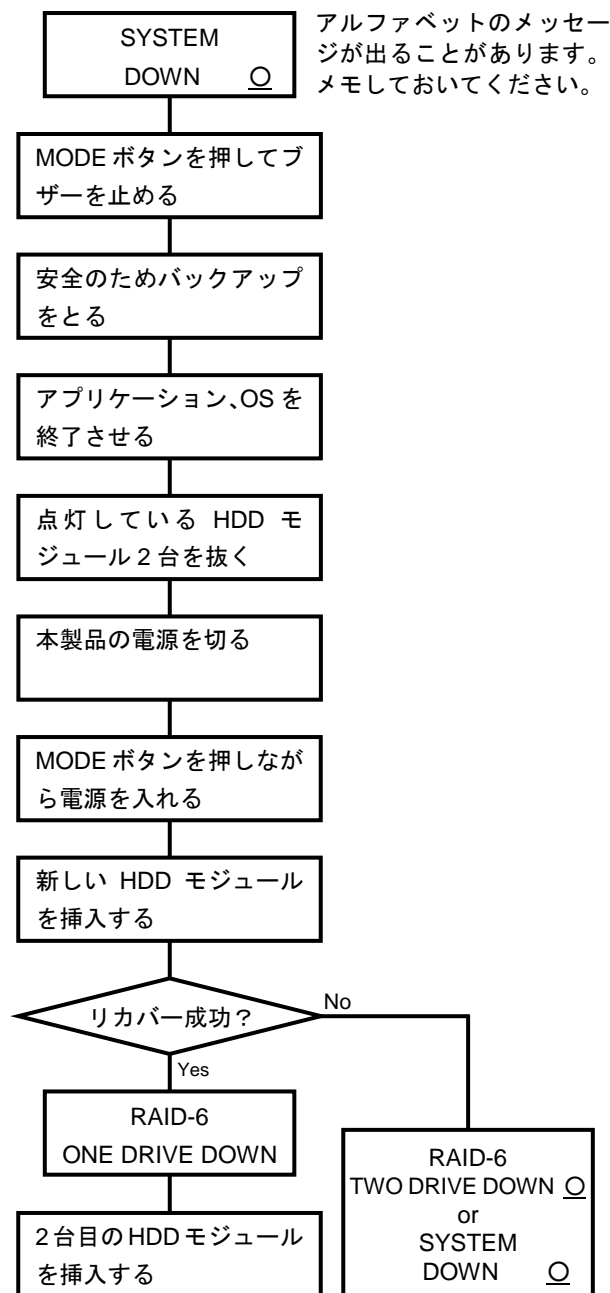 SYSTEM
DOWN ○
アルファベットのメッセー
ジが出ることがあります。
メモしておいてください。
MODE ボタンを押してブ
ザーを止める
安全のためバックアップ
をとる
アプリケーション、OS を
終了させる
点灯している HDD モ
ジュール 2 台を抜く
本製品の電源を切る
MODE ボタンを押しなが
ら電源を入れる
新しい HDD モジュール
を挿入する
リカバー成功?
No
Yes
RAID-6
ONE DRIVE DOWN
2 台目の HDD モジュール
を挿入する
RAID-6
TWO DRIVE DOWN ○
or
SYSTEM
DOWN ○